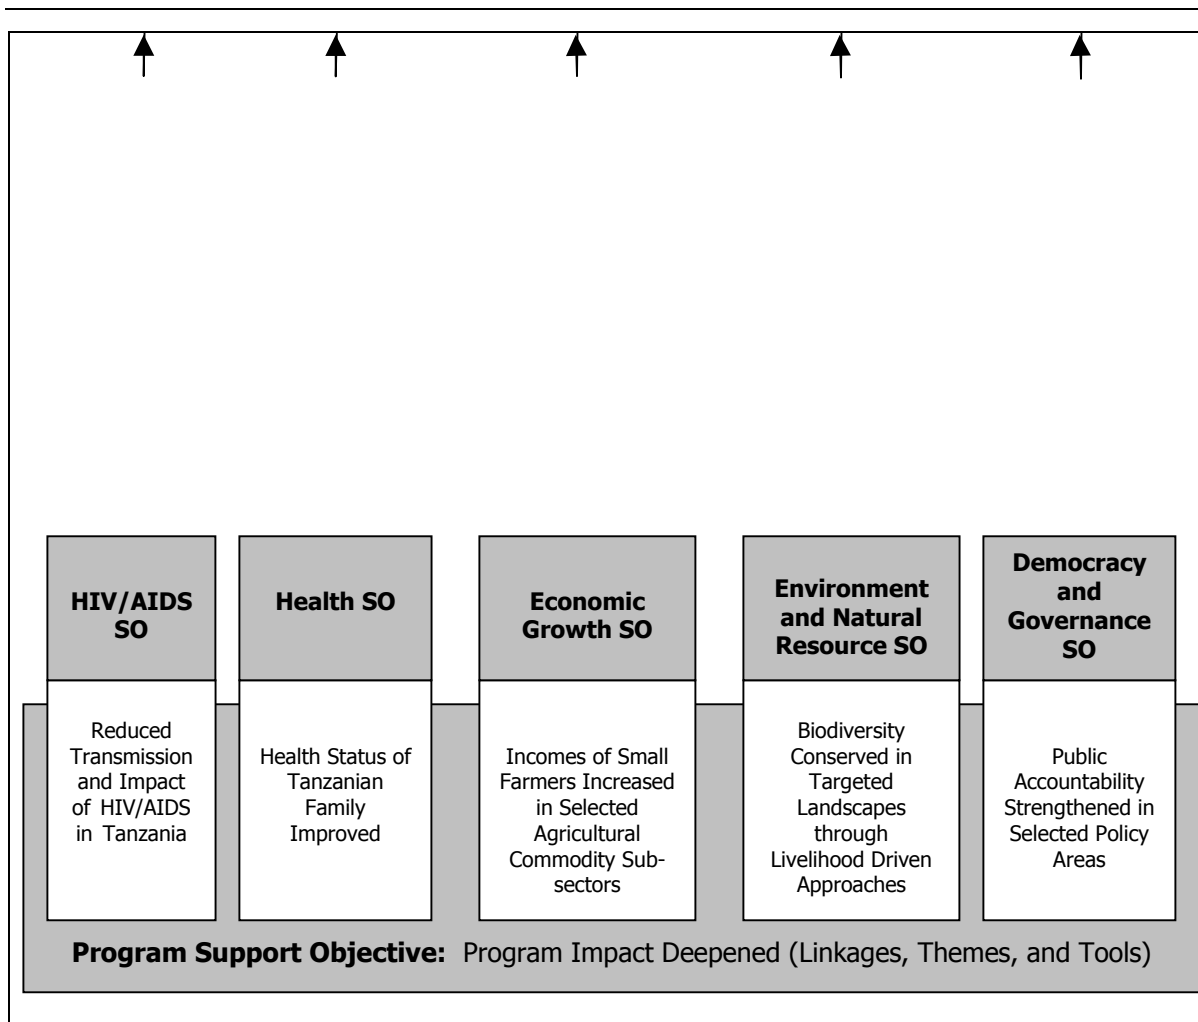 HIV/AIDS
SO
Health SO
Economic
Growth SO
Environment
and Natural
Resource SO
Democracy
and
Governance
SO
Reduced
Transmission
and Impact
of HIV/AIDS
in Tanzania
Health Status of
Tanzanian
Family
Improved
Incomes of Small
Farmers Increased
in Selected
Agricultural
Commodity Sub-
sectors
Biodiversity
Conserved in
Targeted
Landscapes
through
Livelihood Driven
Approaches
Public
Accountability
Strengthened in
Selected Policy
Areas
Program Support Objective: Program Impact Deepened (Linkages, Themes, and Tools)